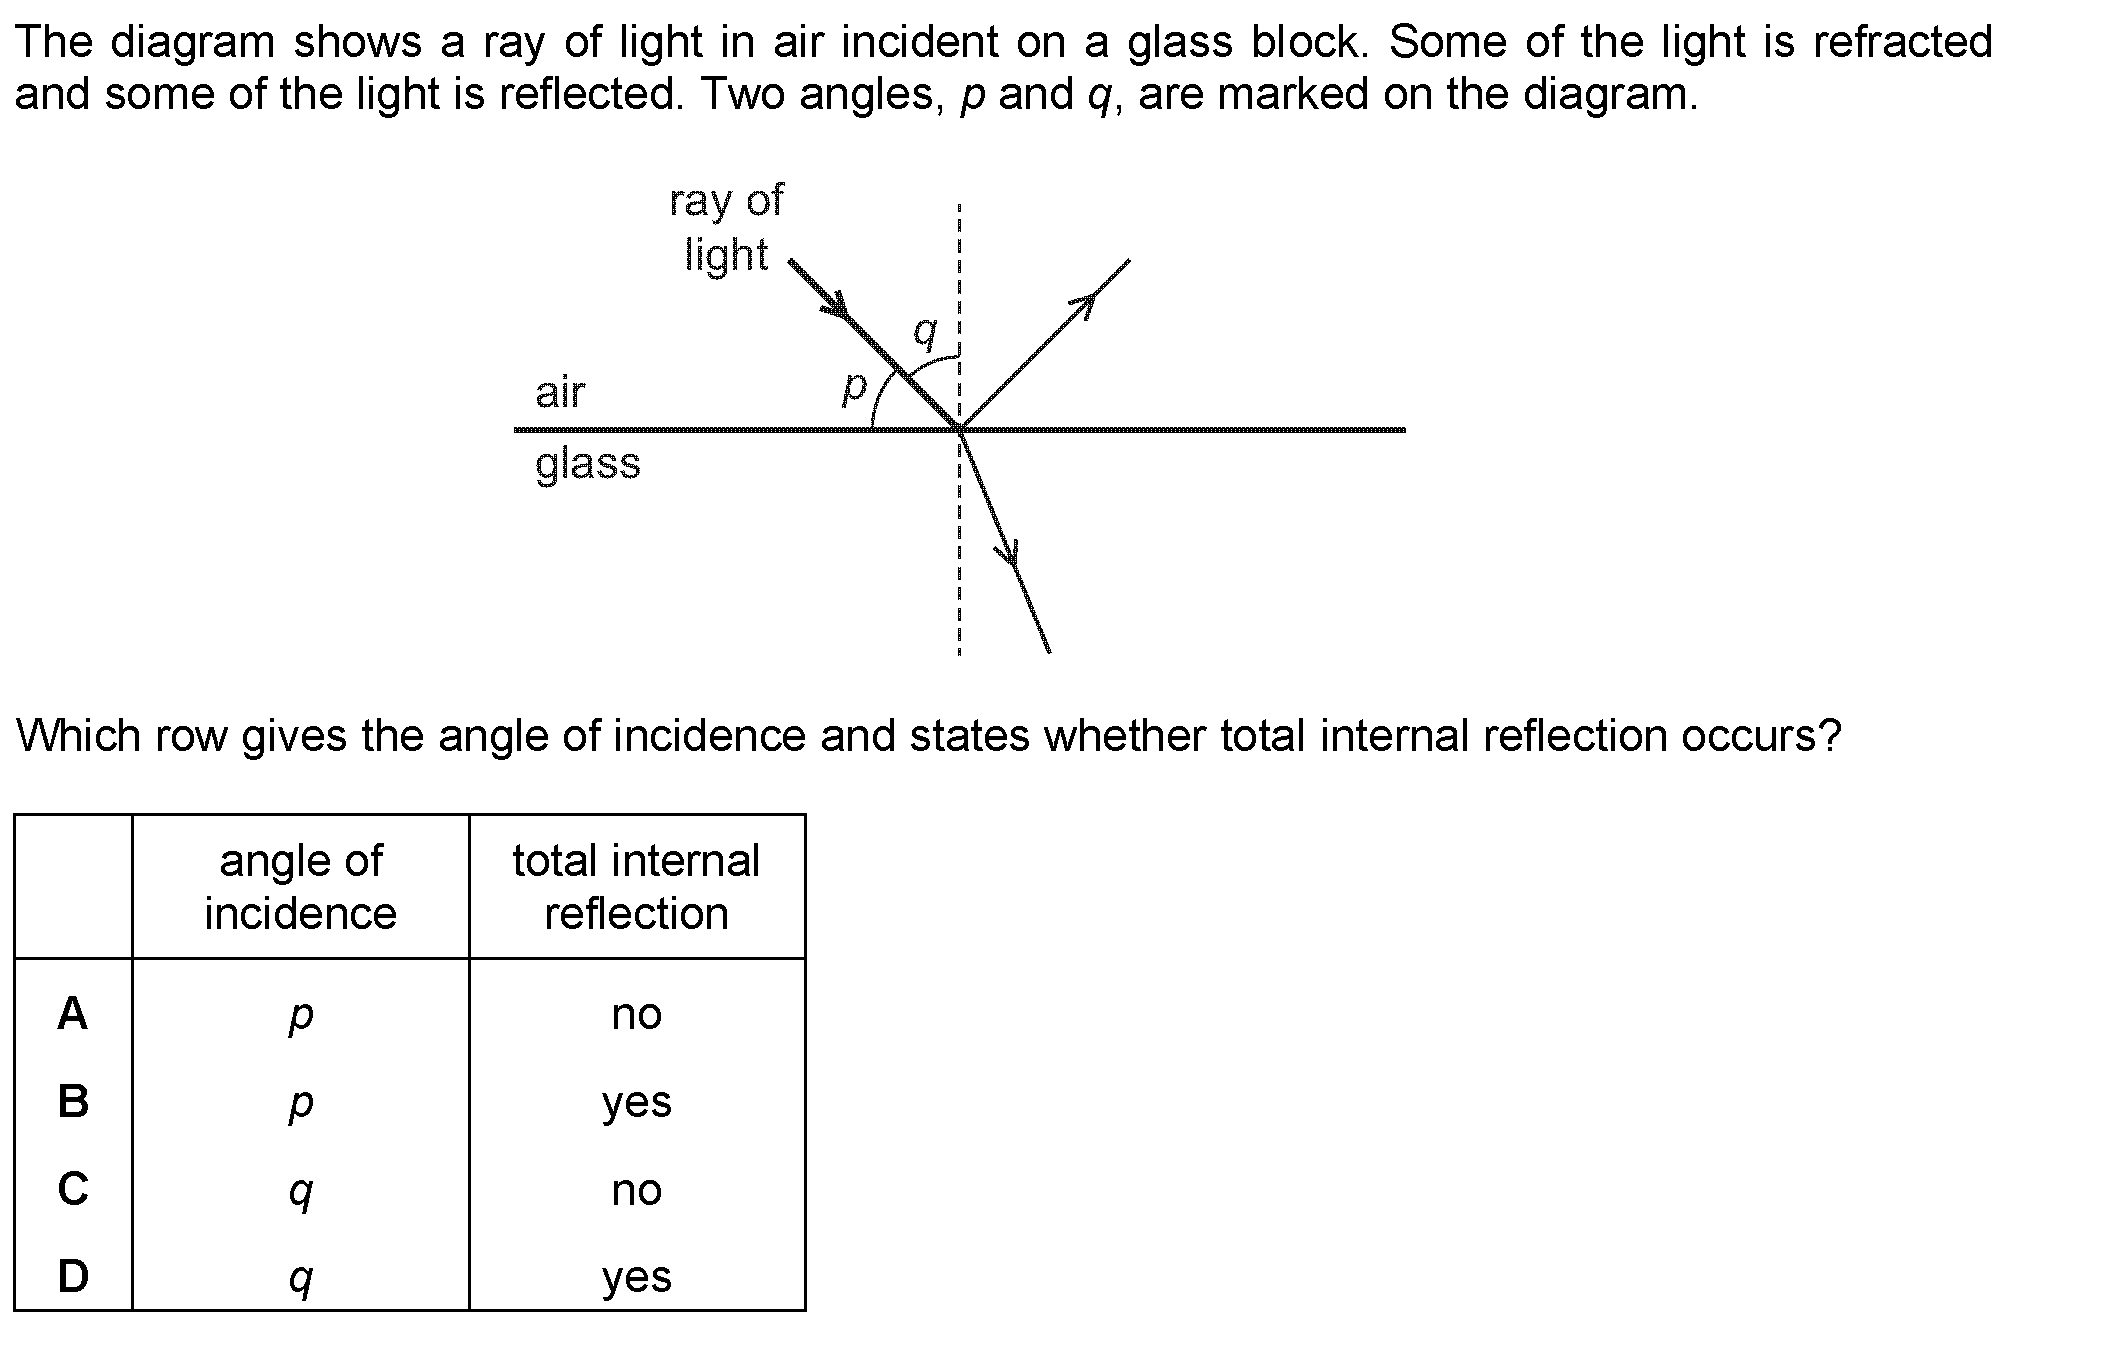 The diagram shows a ray of light in air incident on a glass block. Some of the light is refracted
and some of the light is reflected. Two angles, p and q, are marked on the diagram.
ray of
light
q
p
air
glass
Which row gives the angle of incidence and states whether total internal reflection occurs?
angle of incidence
total internal reflection
A p no
B p yes
C q no
D q yes